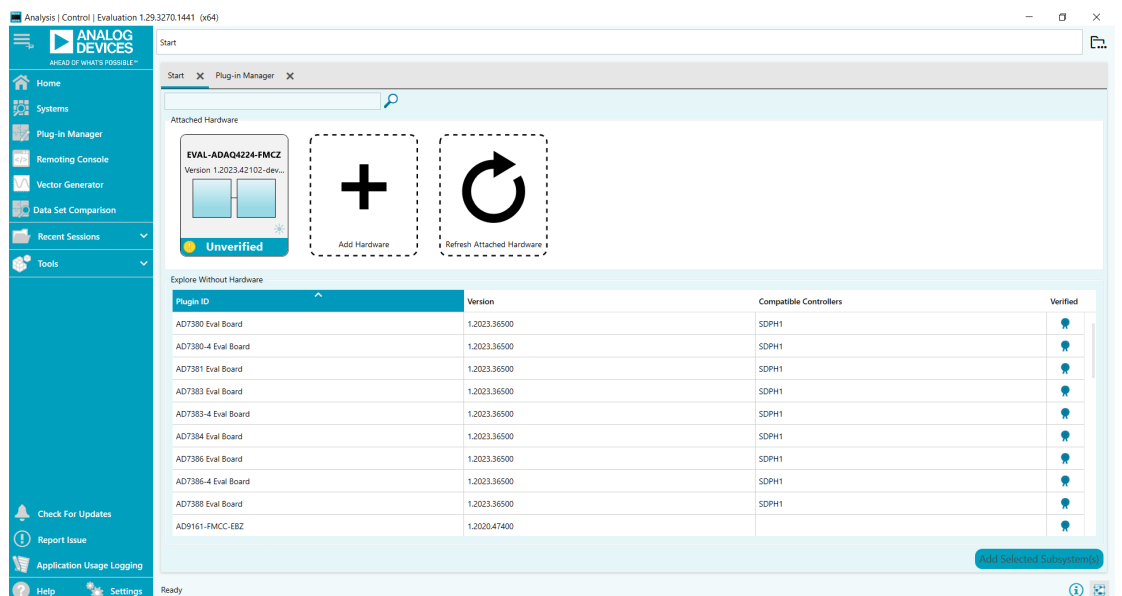 Analysis | Control | Evaluation 1.29.3270.1441 (x64)
ANALOG
DEVICES
AHEAD OF WHAT'S POSSIBLE™
Start
Home
Systems
Plug-in Manager
Remoting Console
Vector Generator
Data Set Comparison
Recent Sessions
Tools
Check For Updates
Report Issue
Application Usage Logging
Help Settings
Start Plug-in Manager
Attached Hardware
EVAL-ADAQ4224-FMCZ
Version 1.2023.42102-dev...
Unverified
Add Hardware
Refresh Attached Hardware
Explore Without Hardware
Plugin ID Version Compatible Controllers Verified
AD7380 Eval Board 1.2023.36500 SDPH1
AD7380-4 Eval Board 1.2023.36500 SDPH1
AD7381 Eval Board 1.2023.36500 SDPH1
AD7383 Eval Board 1.2023.36500 SDPH1
AD7383-4 Eval Board 1.2023.36500 SDPH1
AD7384 Eval Board 1.2023.36500 SDPH1
AD7386 Eval Board 1.2023.36500 SDPH1
AD7386-4 Eval Board 1.2023.36500 SDPH1
AD7388 Eval Board 1.2023.36500 SDPH1
AD9161-FMCC-EBZ 1.2020.47400
Add Selected Subsystem(s)
Ready